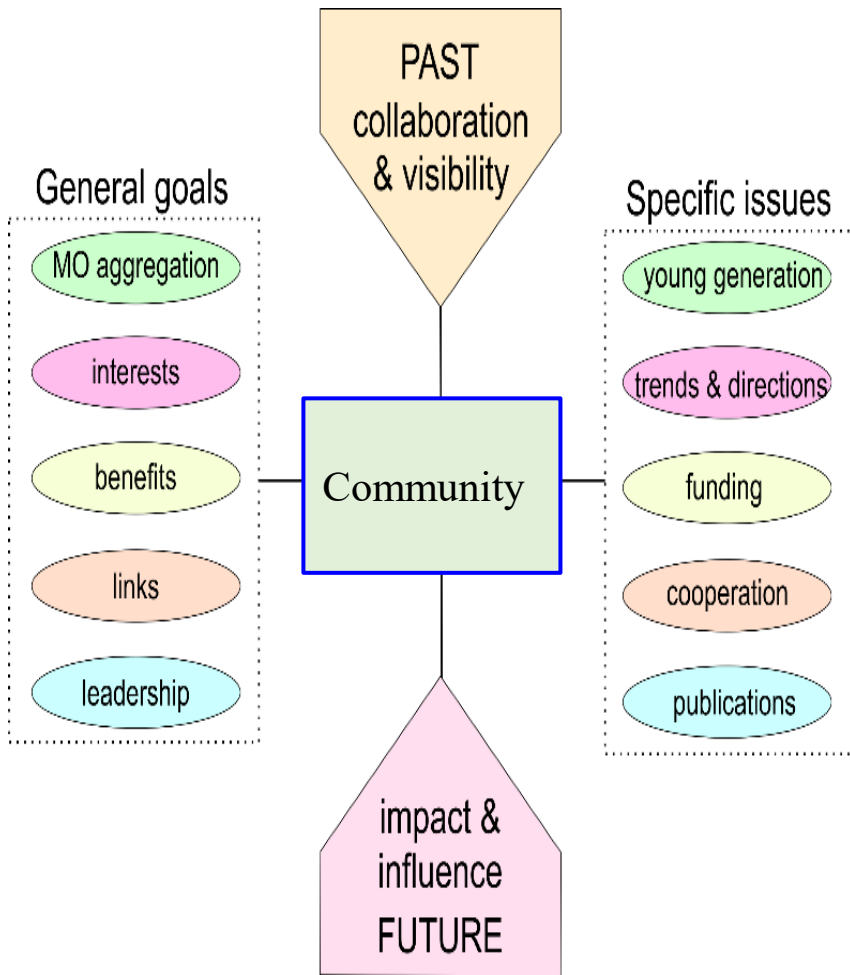 PAST
collaboration
& visibility
General goals
MO aggregation
interests
benefits
links
leadership
Community
Specific issues
young generation
trends & directions
funding
cooperation
publications
impact &
influence
FUTURE